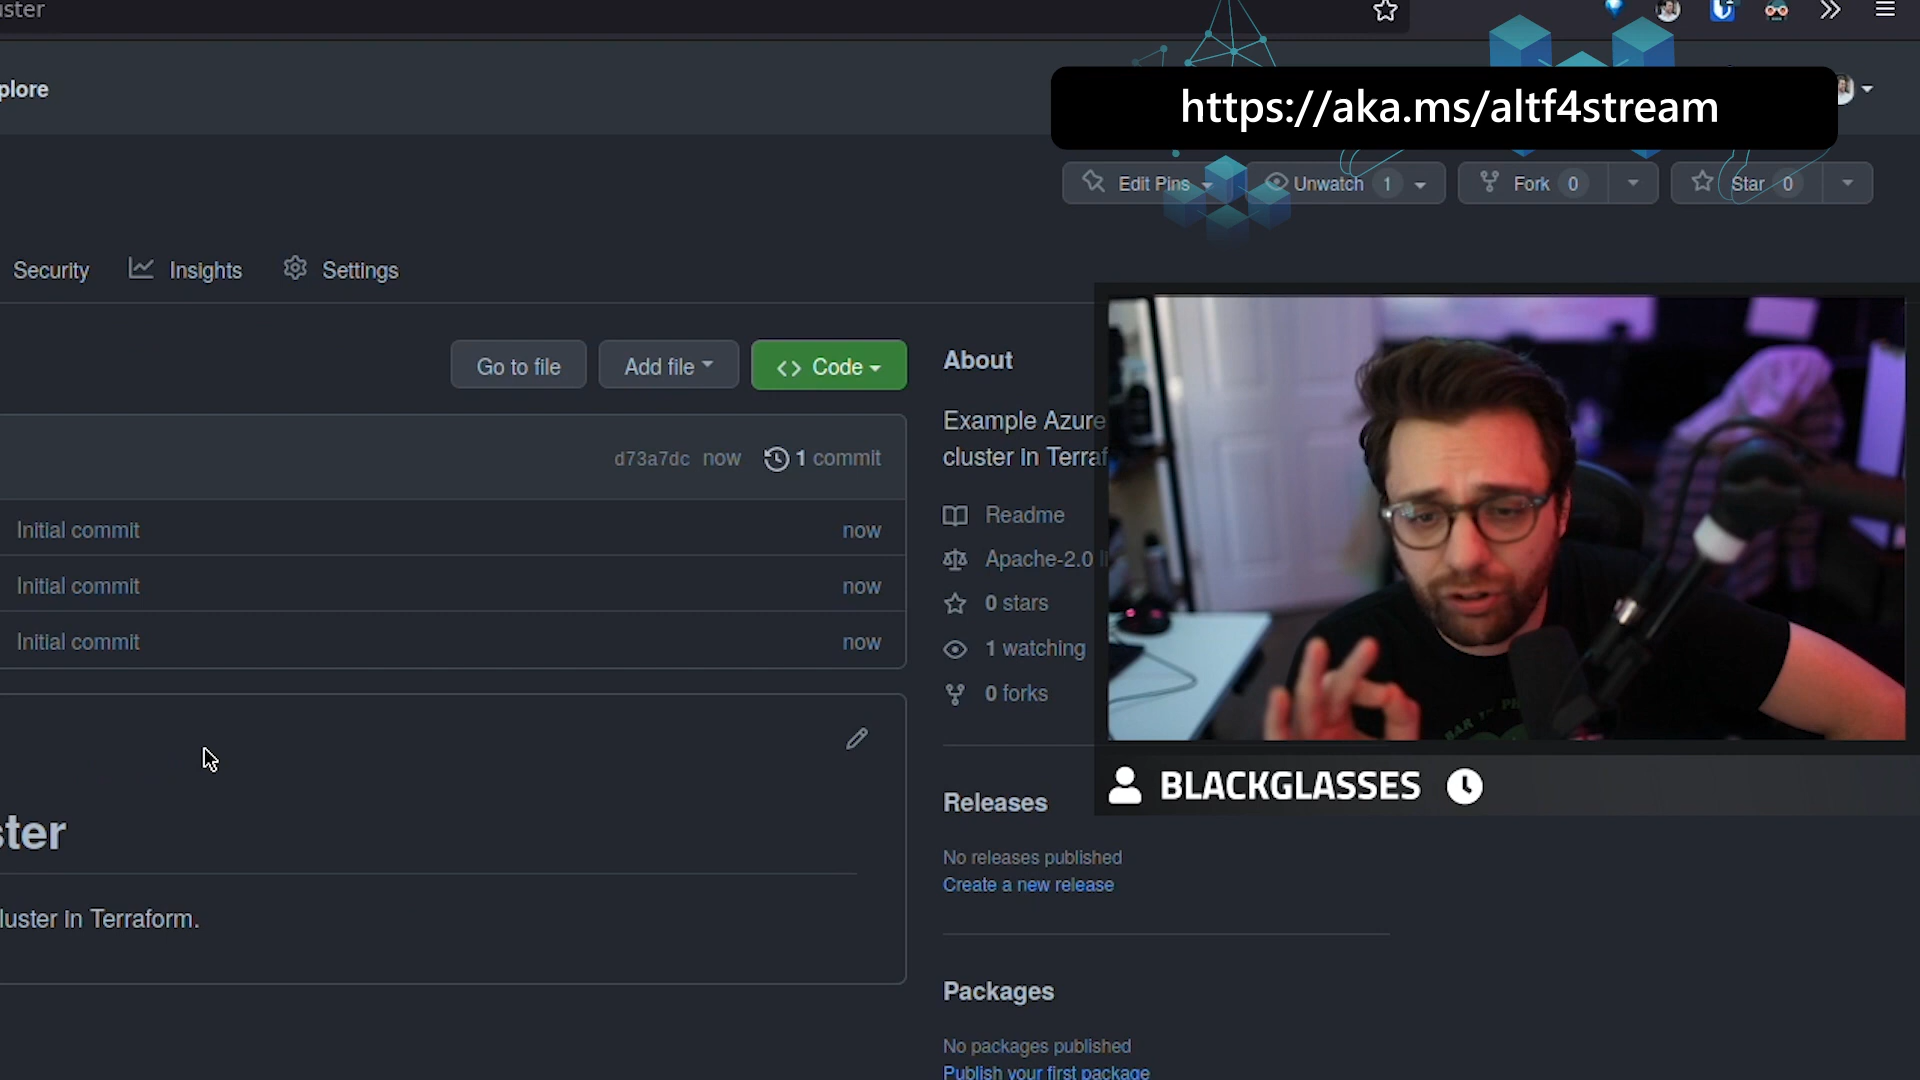 uster
plore
https://aka.ms/altf4stream
Edit Pins
Unwatch 1
Fork 0
Star 0
Security
Insights
Settings
Go to file
Add file
Code
About
Example Azure
cluster in Terraf
d73a7dc now 1 commit
Initial commit now
Initial commit now
Initial commit now
Readme
Apache-2.0 li
0 stars
1 watching
0 forks
BLACKGLASSES
Releases
No releases published
Create a new release
ster
luster in Terraform.
Packages
No packages published
Publish your first package